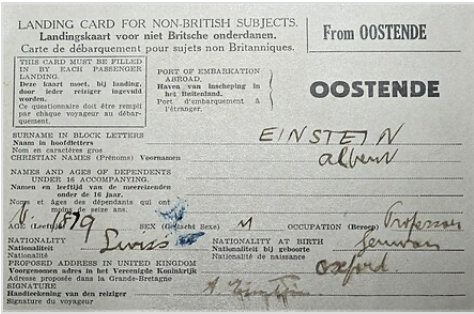 LANDING CARD FOR NON-BRITISH SUBJECTS.
Landingskaart voor niet Britsche onderdanen.
Carte de débarquement pour sujets non Britanniques.
From OOSTENDE
THIS CARD MUST BE FILLED
IN BY EACH PASSENGER
LANDING.
Deze kaart moet, bij landing,
door ieder reiziger ingevuld
worden.
Ce questionnaire doit être rempli
par chaque voyageur au débar-
quement.
PORT OF EMBARKATION
ABROAD.
Haven van inscheping in
het Buitenland.
Port d'embarquement à
l'étranger.
OOSTENDE
SURNAME IN BLOCK LETTERS
Naam in hoofdletters
Nom en caractères gros
EINSTEIN
CHRISTIAN NAMES (Prénoms) Voornamen
Albert
NAMES AND AGES OF DEPENDENTS
UNDER 16 ACCOMPANYING.
Namen en leeftijd van de meereizenden
onder de 16 jaar.
Noms et âges des dépendants qui ont
moins de seize ans.
AGE 1879 SEX M OCCUPATION (Beroep) Professor
NATIONALITY
Nationaliteit
Nationalité
Swiss
NATIONALITY AT BIRTH
Nationaliteit bij geboorte
Nationalité de naissance
German
PROPOSED ADDRESS IN UNITED KINGDOM
Voorgenomen adres in het Vereenigde Koninkrijk
Adresse proposée dans la Grande-Bretagne
Oxford.
SIGNATURE
Handteekening van den reiziger
Signature du voyageur
A. Einstein.